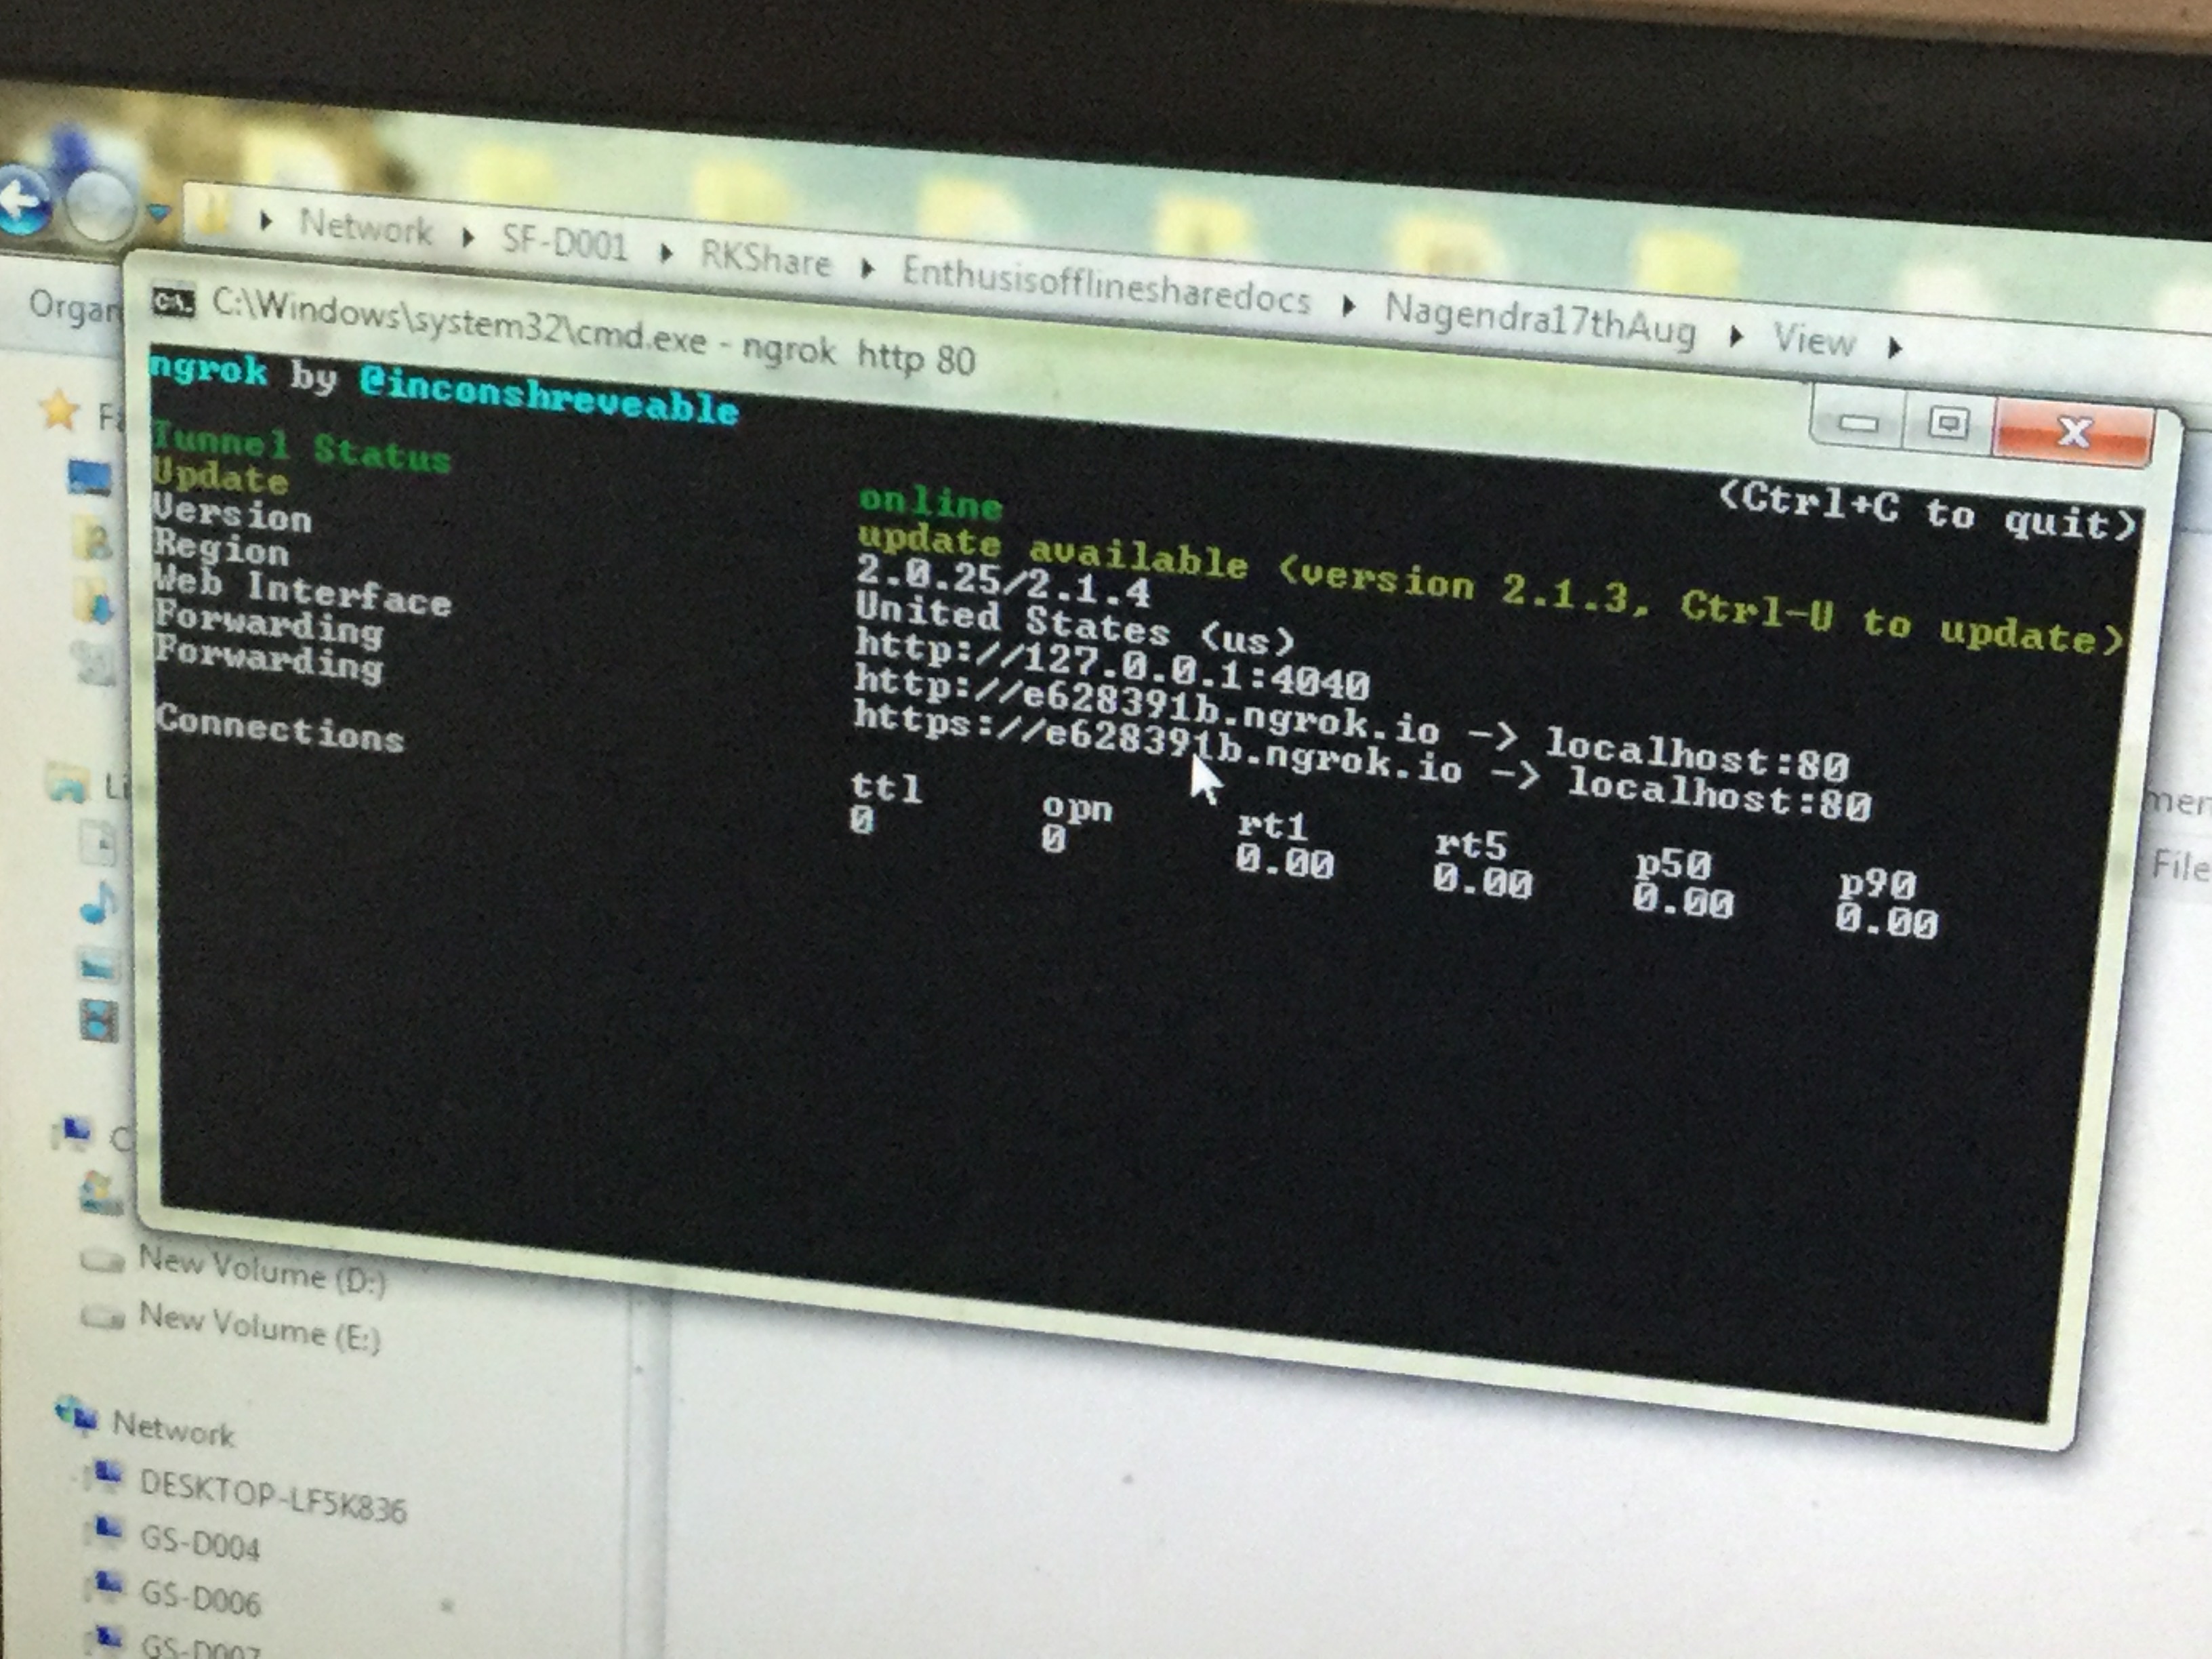 Network ▸ SF-D001 ▸ RKShare ▸ Enthusisofflinesharedocs ▸ Nagendra17thAug ▸ View ▸
Organ
C:\Windows\system32\cmd.exe - ngrok http 80
ngrok by @inconshreveable
(Ctrl+C to quit)
Tunnel Status online
Update update available (version 2.1.3, Ctrl-U to update)
Version 2.0.25/2.1.4
Region United States (us)
Web Interface http://127.0.0.1:4040
Forwarding http://e628391b.ngrok.io -> localhost:80
Forwarding https://e628391b.ngrok.io -> localhost:80
Connections ttl opn rt1 rt5 p50 p90
0 0 0.00 0.00 0.00 0.00
File
New Volume (D:)
New Volume (E:)
Network
DESKTOP-LF5K836
GS-D004
GS-D006
GS-D007